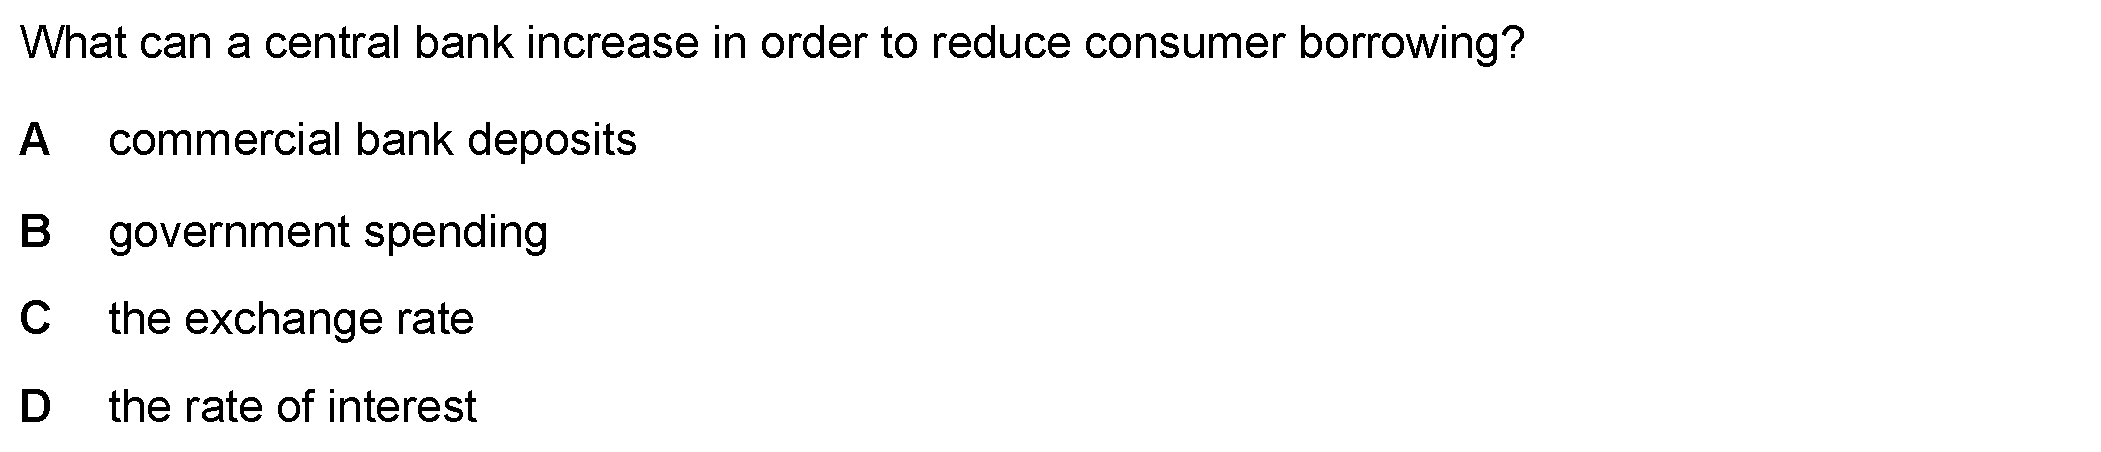 What can a central bank increase in order to reduce consumer borrowing?
A commercial bank deposits
B government spending
C the exchange rate
D the rate of interest